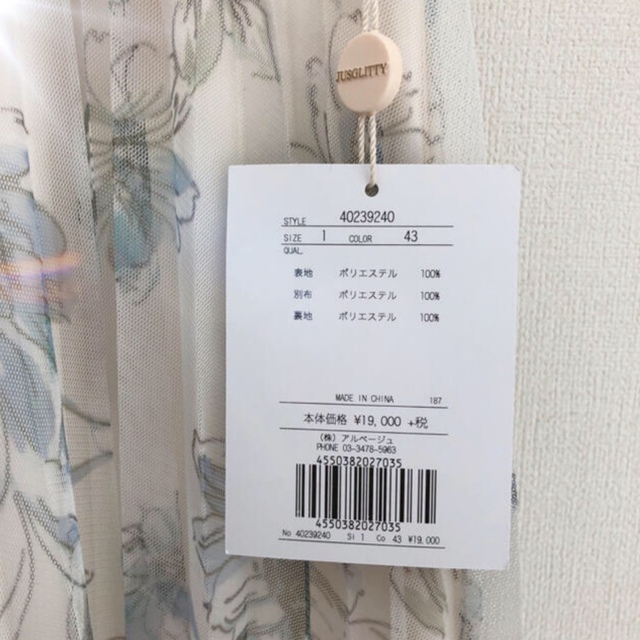 JUSGLITTY
STYLE 40239240
SIZE 1 COLOR 43
QUAL.
表地 ポリエステル 100%
別布 ポリエステル 100%
裏地 ポリエステル 100%
MADE IN CHINA 187
本体価格 ¥19,000 +税
(株) アルページュ
PHONE 03-3478-5963
4550382027035
4550382027035
No 40239240 Si 1 Co 43 ¥19,000